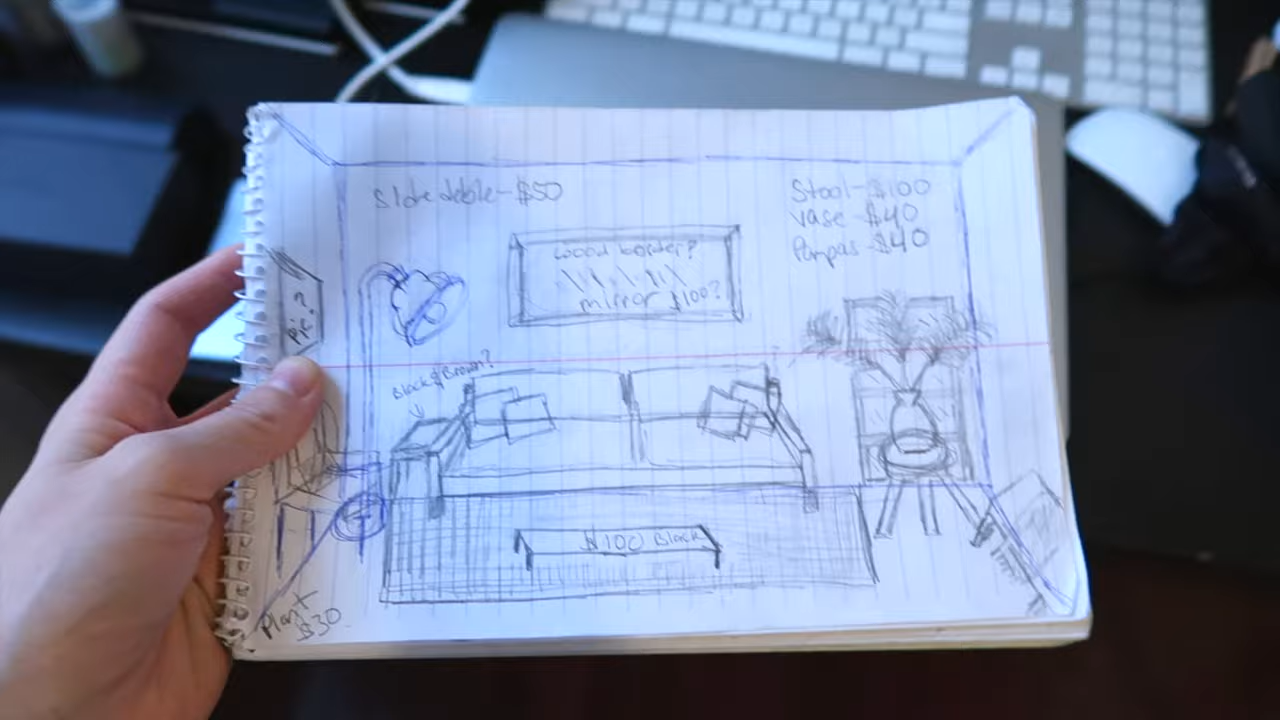 Side table-$50
Stool-$100
Vase-$40
Pampas-$40
Wood border?
mirror $100?
Pic.?
Black & Brown?
$100 Black
Plant
$30